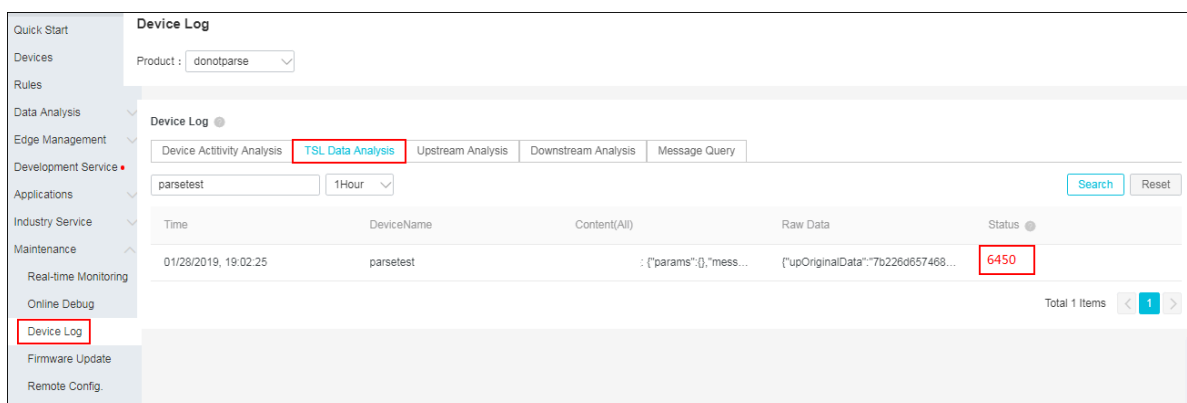 Device Log
Quick Start
Devices
Product : donotparse
Rules
Data Analysis
Device Log
Edge Management
Device Actitivity Analysis TSL Data Analysis Upstream Analysis Downstream Analysis Message Query
Development Service
parsetest 1Hour Search Reset
Applications
Industry Service
Time DeviceName Content(All) Raw Data Status
Maintenance
01/28/2019, 19:02:25 parsetest : {"params":{},"mess... {"upOriginalData":"7b226d657468... 6450
Real-time Monitoring
Online Debug
Total 1 Items < 1 >
Device Log
Firmware Update
Remote Config.